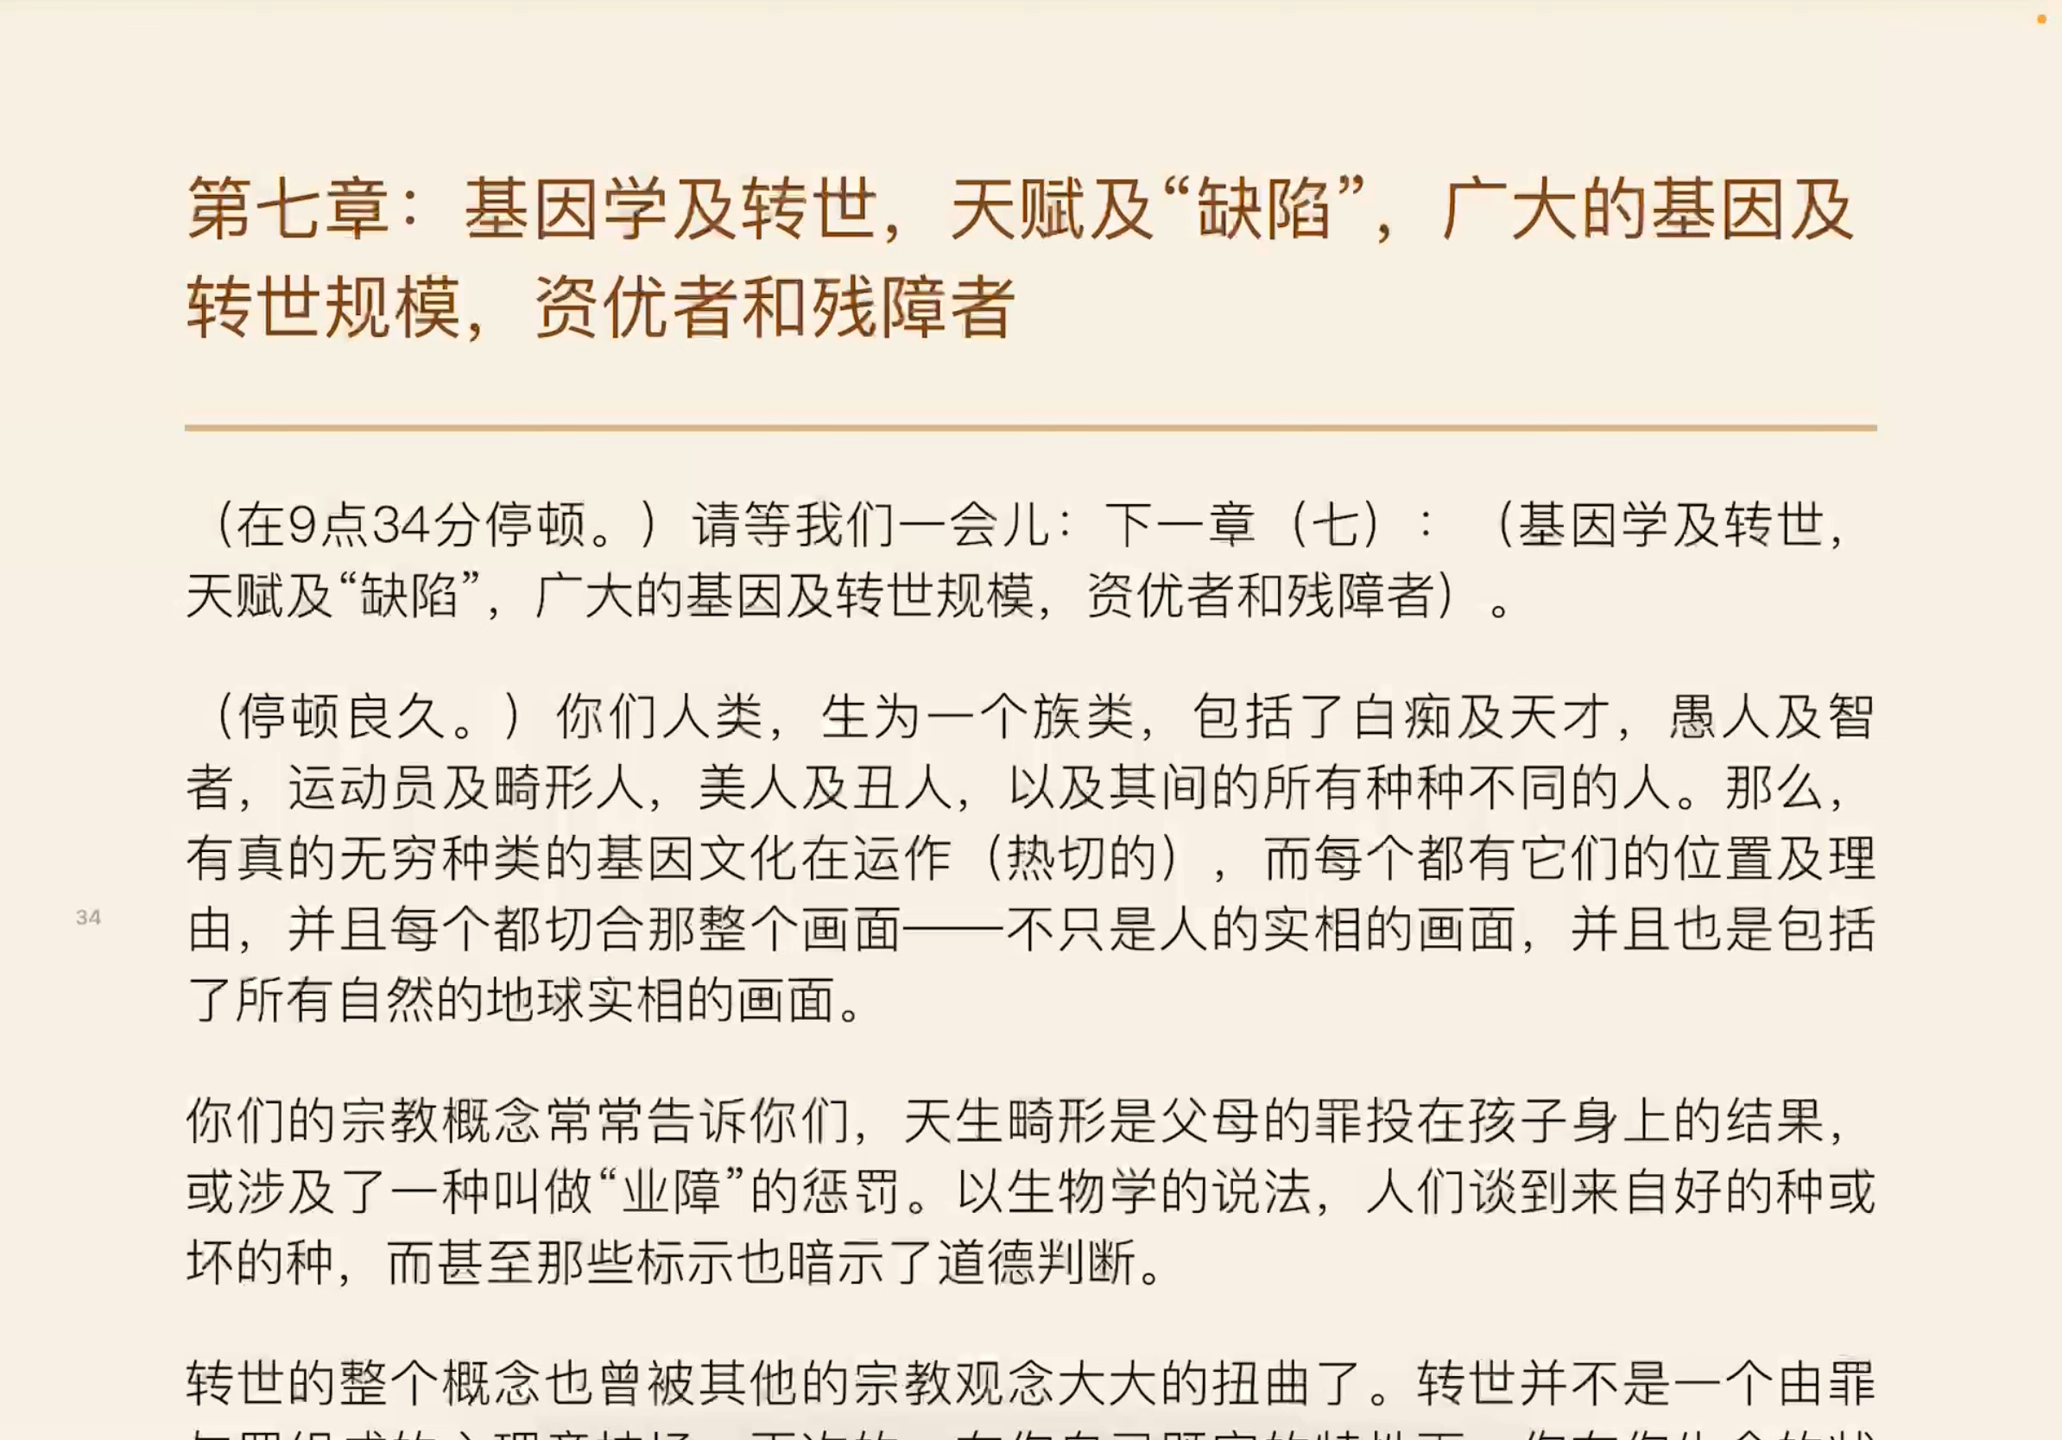 第七章：基因学及转世，天赋及“缺陷”，广大的基因及
转世规模，资优者和残障者
（在9点34分停顿。）请等我们一会儿：下一章（七）：（基因学及转世，
天赋及“缺陷”，广大的基因及转世规模，资优者和残障者）。
（停顿良久。）你们人类，生为一个族类，包括了白痴及天才，愚人及智
者，运动员及畸形人，美人及丑人，以及其间的所有种种不同的人。那么，
有真的无穷种类的基因文化在运作（热切的），而每个都有它们的位置及理
34
由，并且每个都切合那整个画面——不只是人的实相的画面，并且也是包括
了所有自然的地球实相的画面。
你们的宗教概念常常告诉你们，天生畸形是父母的罪投在孩子身上的结果，
或涉及了一种叫做“业障”的惩罚。以生物学的说法，人们谈到来自好的种或
坏的种，而甚至那些标示也暗示了道德判断。
转世的整个概念也曾被其他的宗教观念大大的扭曲了。转世并不是一个由罪